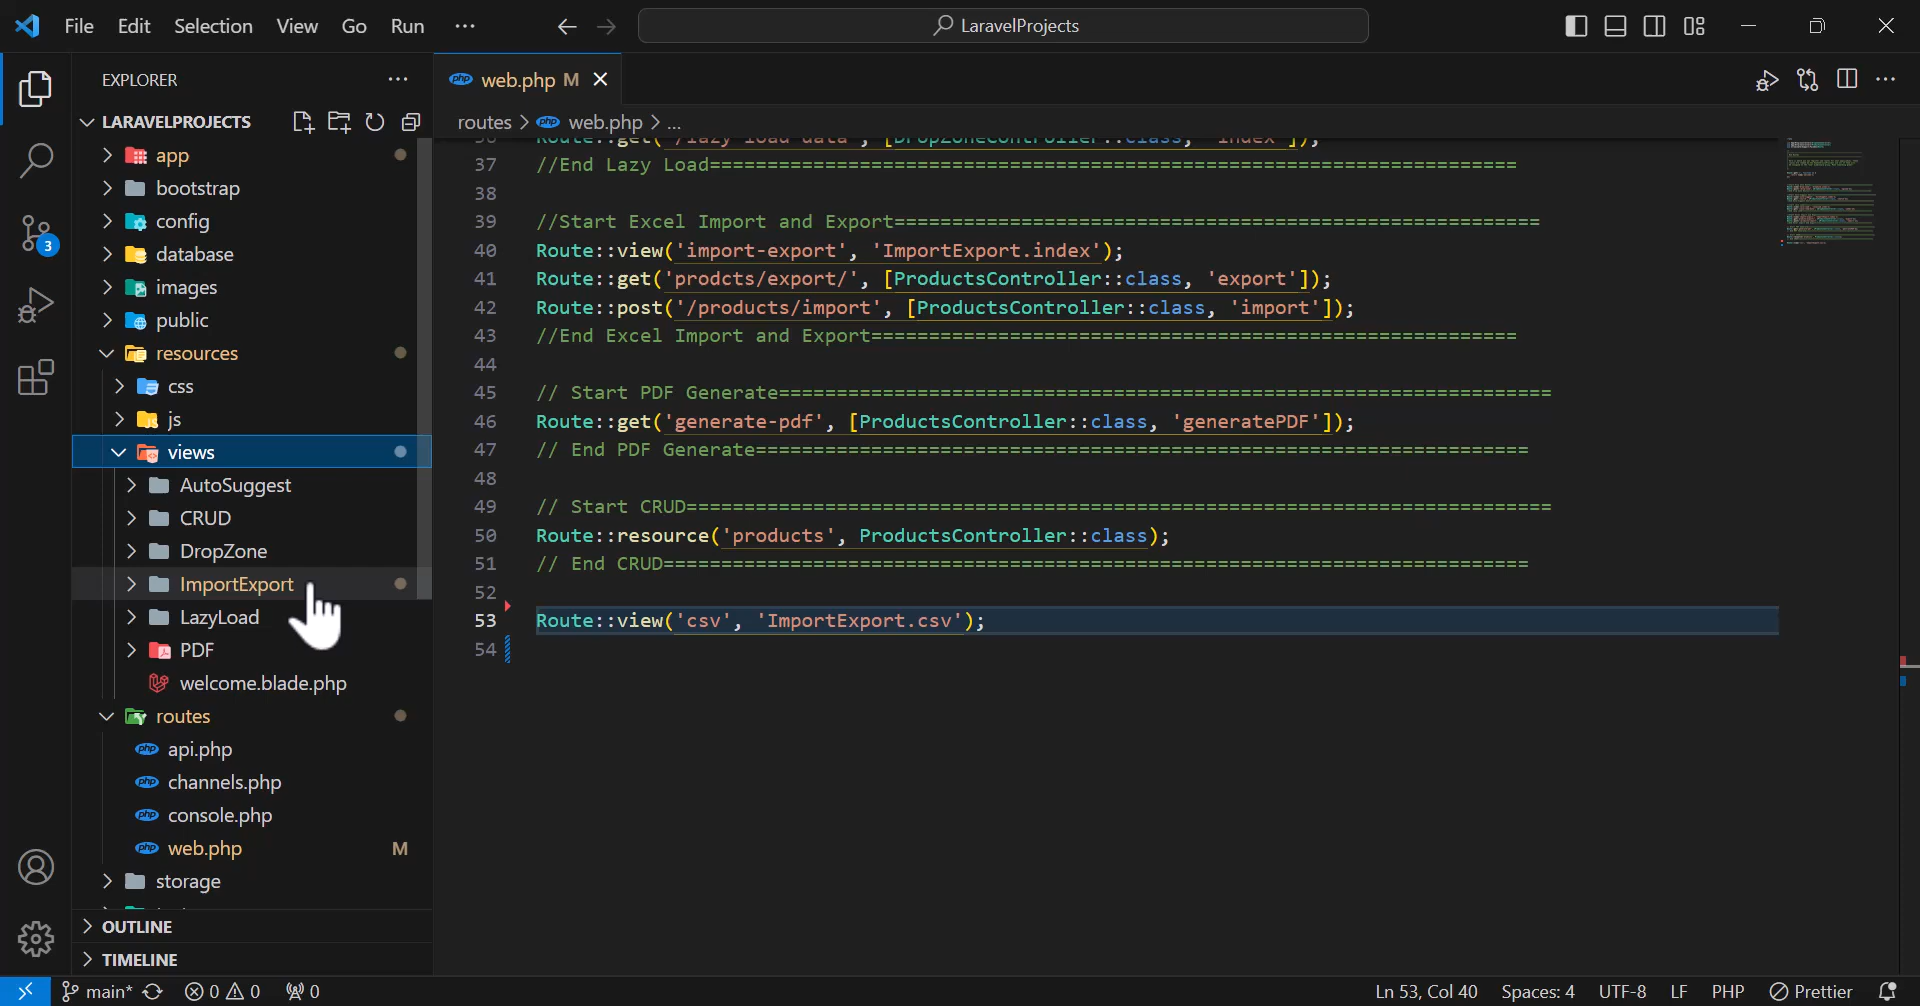 File Edit Selection View Go Run ···
LaravelProjects
EXPLORER ···
LARAVELPROJECTS
app
bootstrap
config
database
images
public
resources
css
js
views
AutoSuggest
CRUD
DropZone
ImportExport
LazyLoad
PDF
welcome.blade.php
routes
api.php
channels.php
console.php
web.php M
storage
OUTLINE
TIMELINE
web.php M
routes > web.php > ...
37 //End Lazy Load======================================================================
38
39 //Start Excel Import and Export========================================================
40 Route::view('import-export', 'ImportExport.index');
41 Route::get('prodcts/export/', [ProductsController::class, 'export']);
42 Route::post('/products/import', [ProductsController::class, 'import']);
43 //End Excel Import and Export========================================================
44
45 // Start PDF Generate===================================================================
46 Route::get('generate-pdf', [ProductsController::class, 'generatePDF']);
47 // End PDF Generate===================================================================
48
49 // Start CRUD===========================================================================
50 Route::resource('products', ProductsController::class);
51 // End CRUD===========================================================================
52
53 Route::view('csv', 'ImportExport.csv');
54
3
main* 0 0 0
Ln 53, Col 40 Spaces: 4 UTF-8 LF PHP Prettier